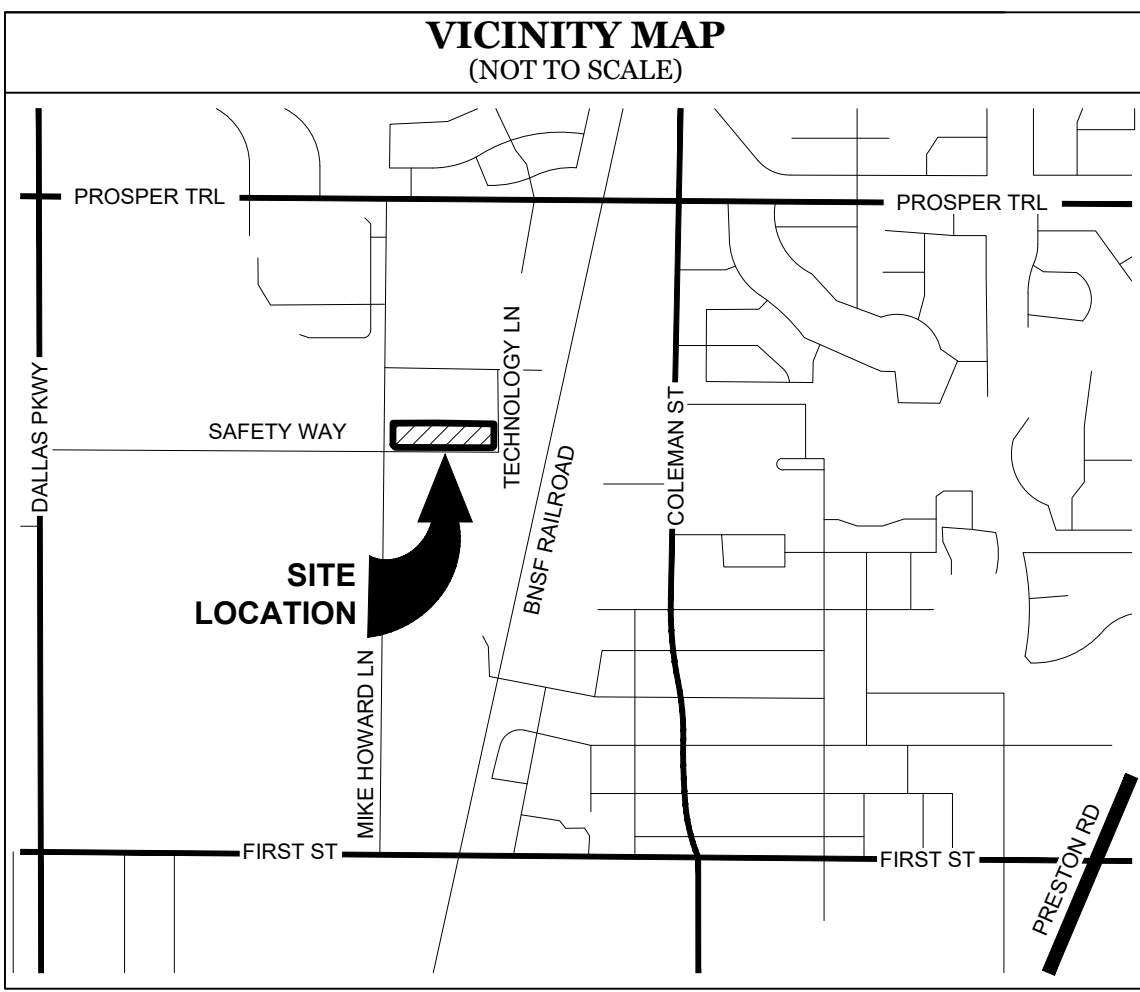 VICINITY MAP
(NOT TO SCALE)
PROSPER TRL
PROSPER TRL
DALLAS PKWY
SAFETY WAY
TECHNOLOGY LN
COLEMAN ST
BNSF RAILROAD
SITE
LOCATION
MIKE HOWARD LN
FIRST ST
FIRST ST
PRESTON RD